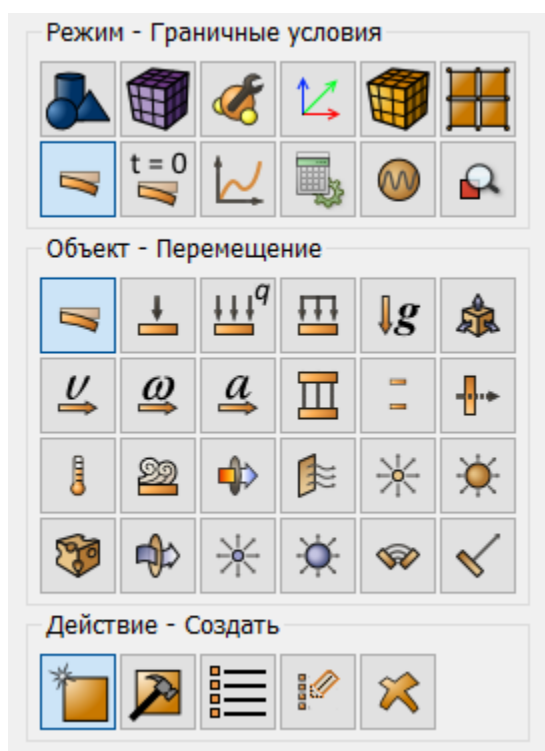 Режим - Граничные условия
t = 0
Объект - Перемещение
q
g
υ ω a
Действие - Создать